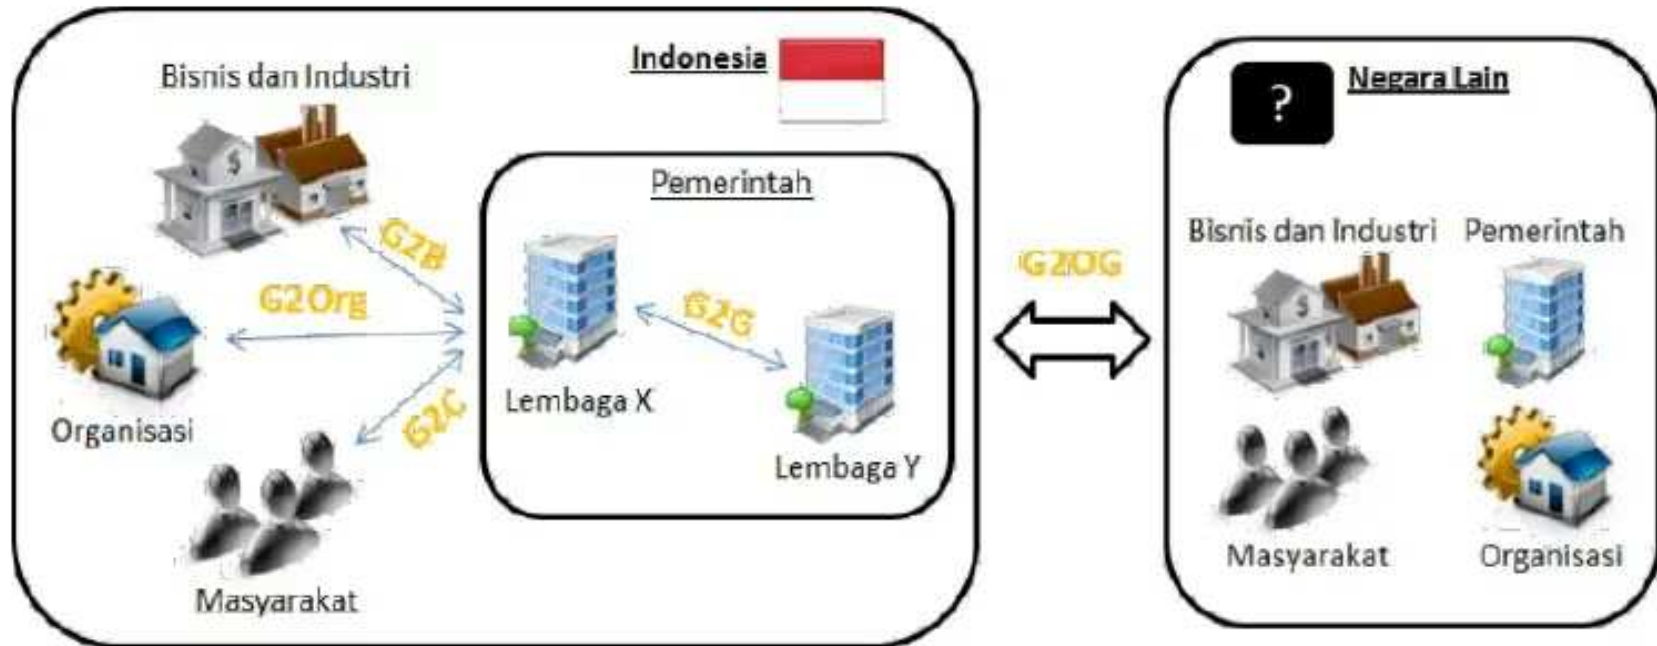 Indonesia
Bisnis dan Industri
Pemerintah
G2B
G2Org
G2G
G2C
Lembaga X
Lembaga Y
Organisasi
Masyarakat
G2OG
?
Negara Lain
Bisnis dan Industri
Pemerintah
Masyarakat
Organisasi